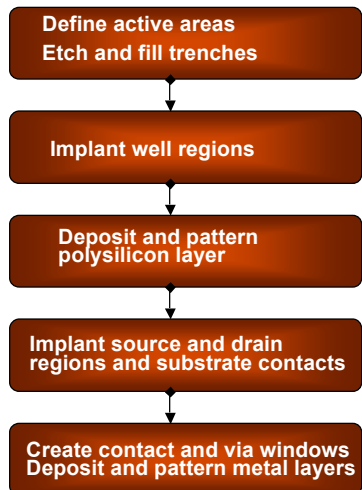 Define active areas
Etch and fill trenches
Implant well regions
Deposit and pattern
polysilicon layer
Implant source and drain
regions and substrate contacts
Create contact and via windows
Deposit and pattern metal layers